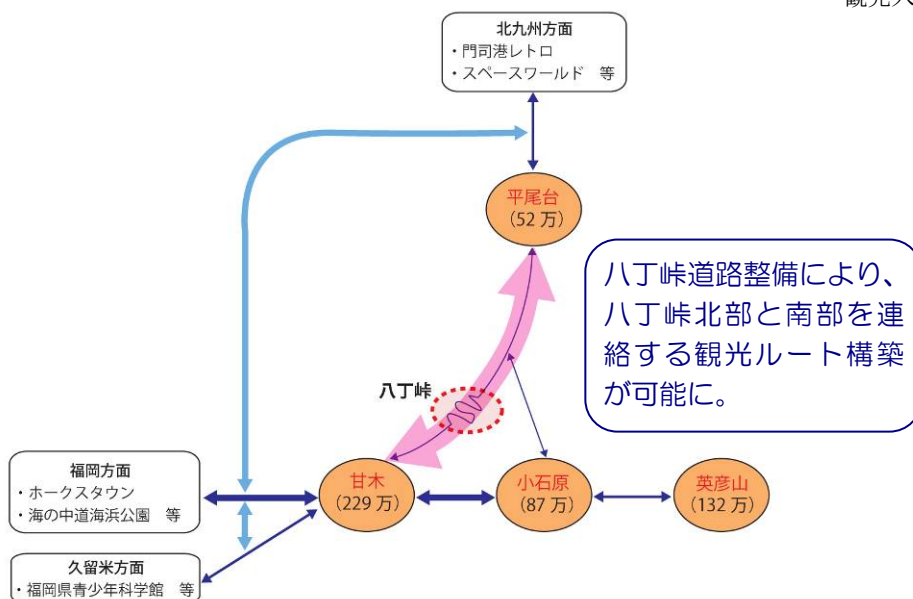 観光入
北九州方面
・門司港レトロ
・スペースワールド　等
平尾台
(52 万)
八丁峠道路整備により、
八丁峠北部と南部を連
絡する観光ルート構築
が可能に。
八丁峠
福岡方面
・ホークスタウン
・海の中道海浜公園　等
甘木
(229 万)
小石原
(87 万)
英彦山
(132 万)
久留米方面
・福岡県青少年科学館　等